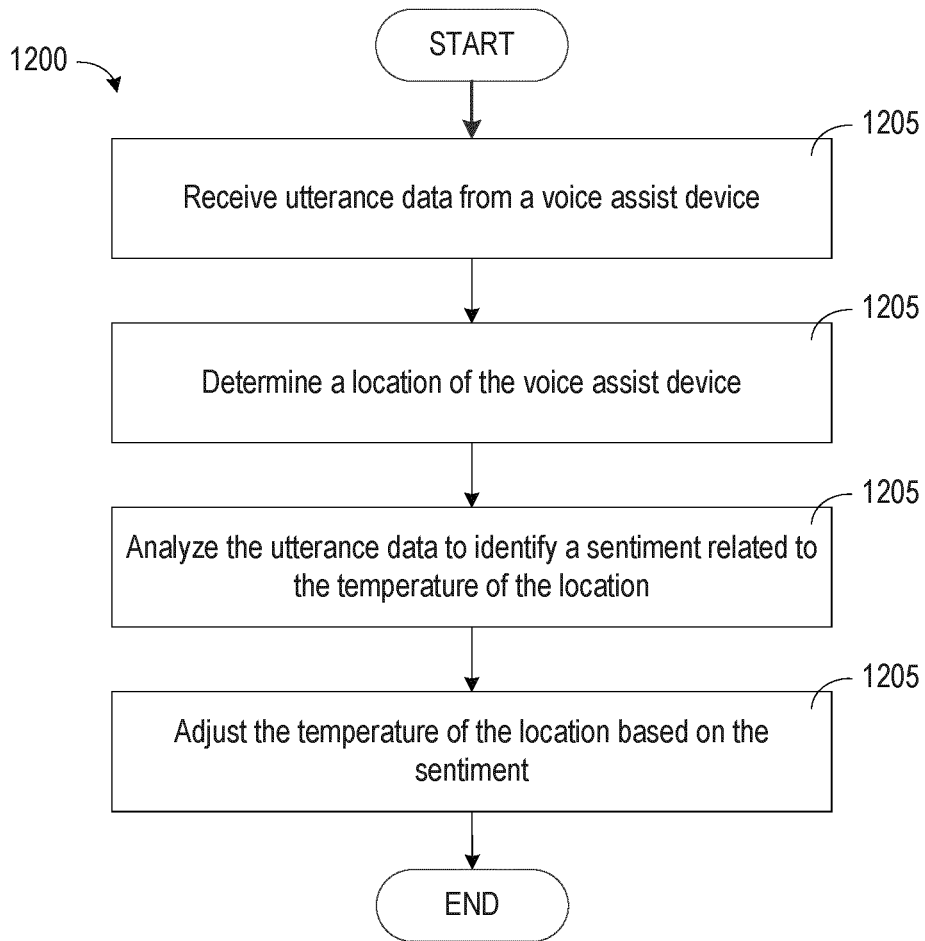 START
1200
1205
Receive utterance data from a voice assist device
1205
Determine a location of the voice assist device
1205
Analyze the utterance data to identify a sentiment related to
the temperature of the location
1205
Adjust the temperature of the location based on the
sentiment
END